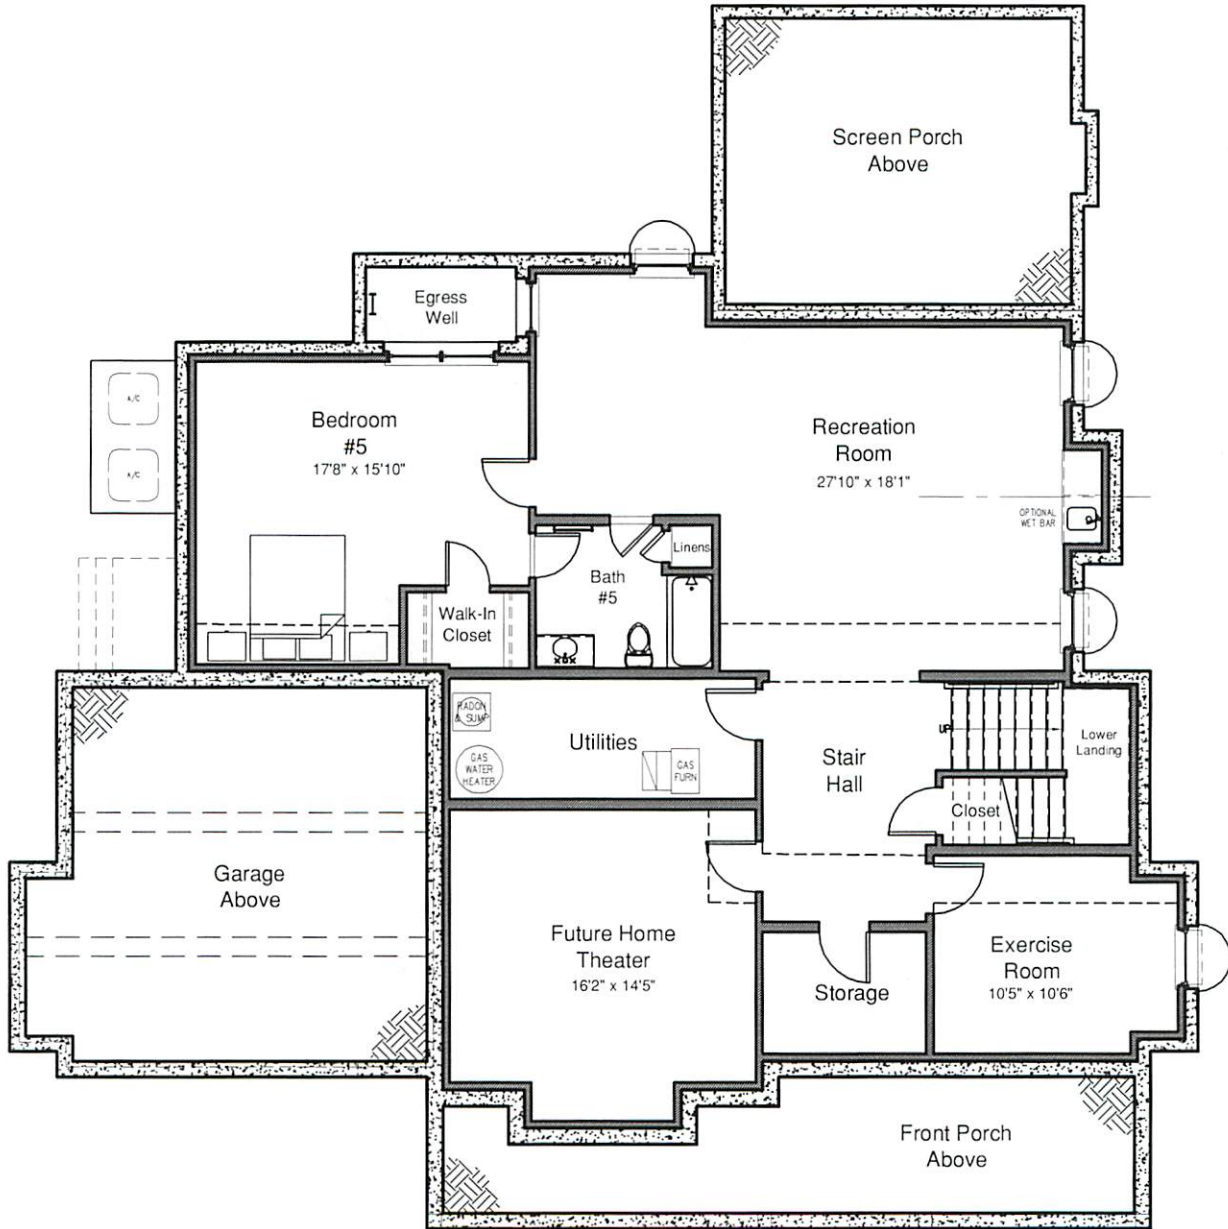 Screen Porch
Above
Egress
Well
A/C
A/C
Bedroom
#5
17'8" x 15'10"
Recreation
Room
27'10" x 18'1"
OPTIONAL
WET BAR
Linens
Bath
#5
Walk-In
Closet
RADON
& SUMP
GAS
WATER
HEATER
Utilities
GAS
FURN
Stair
Hall
UP
Lower
Landing
Closet
Garage
Above
Future Home
Theater
16'2" x 14'5"
Storage
Exercise
Room
10'5" x 10'6"
Front Porch
Above